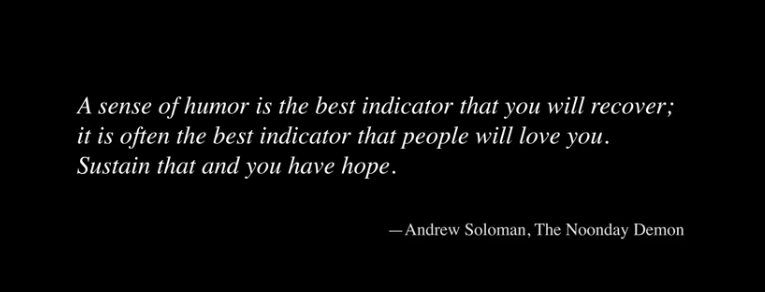 A sense of humor is the best indicator that you will recover;
it is often the best indicator that people will love you.
Sustain that and you have hope.
—Andrew Soloman, The Noonday Demon